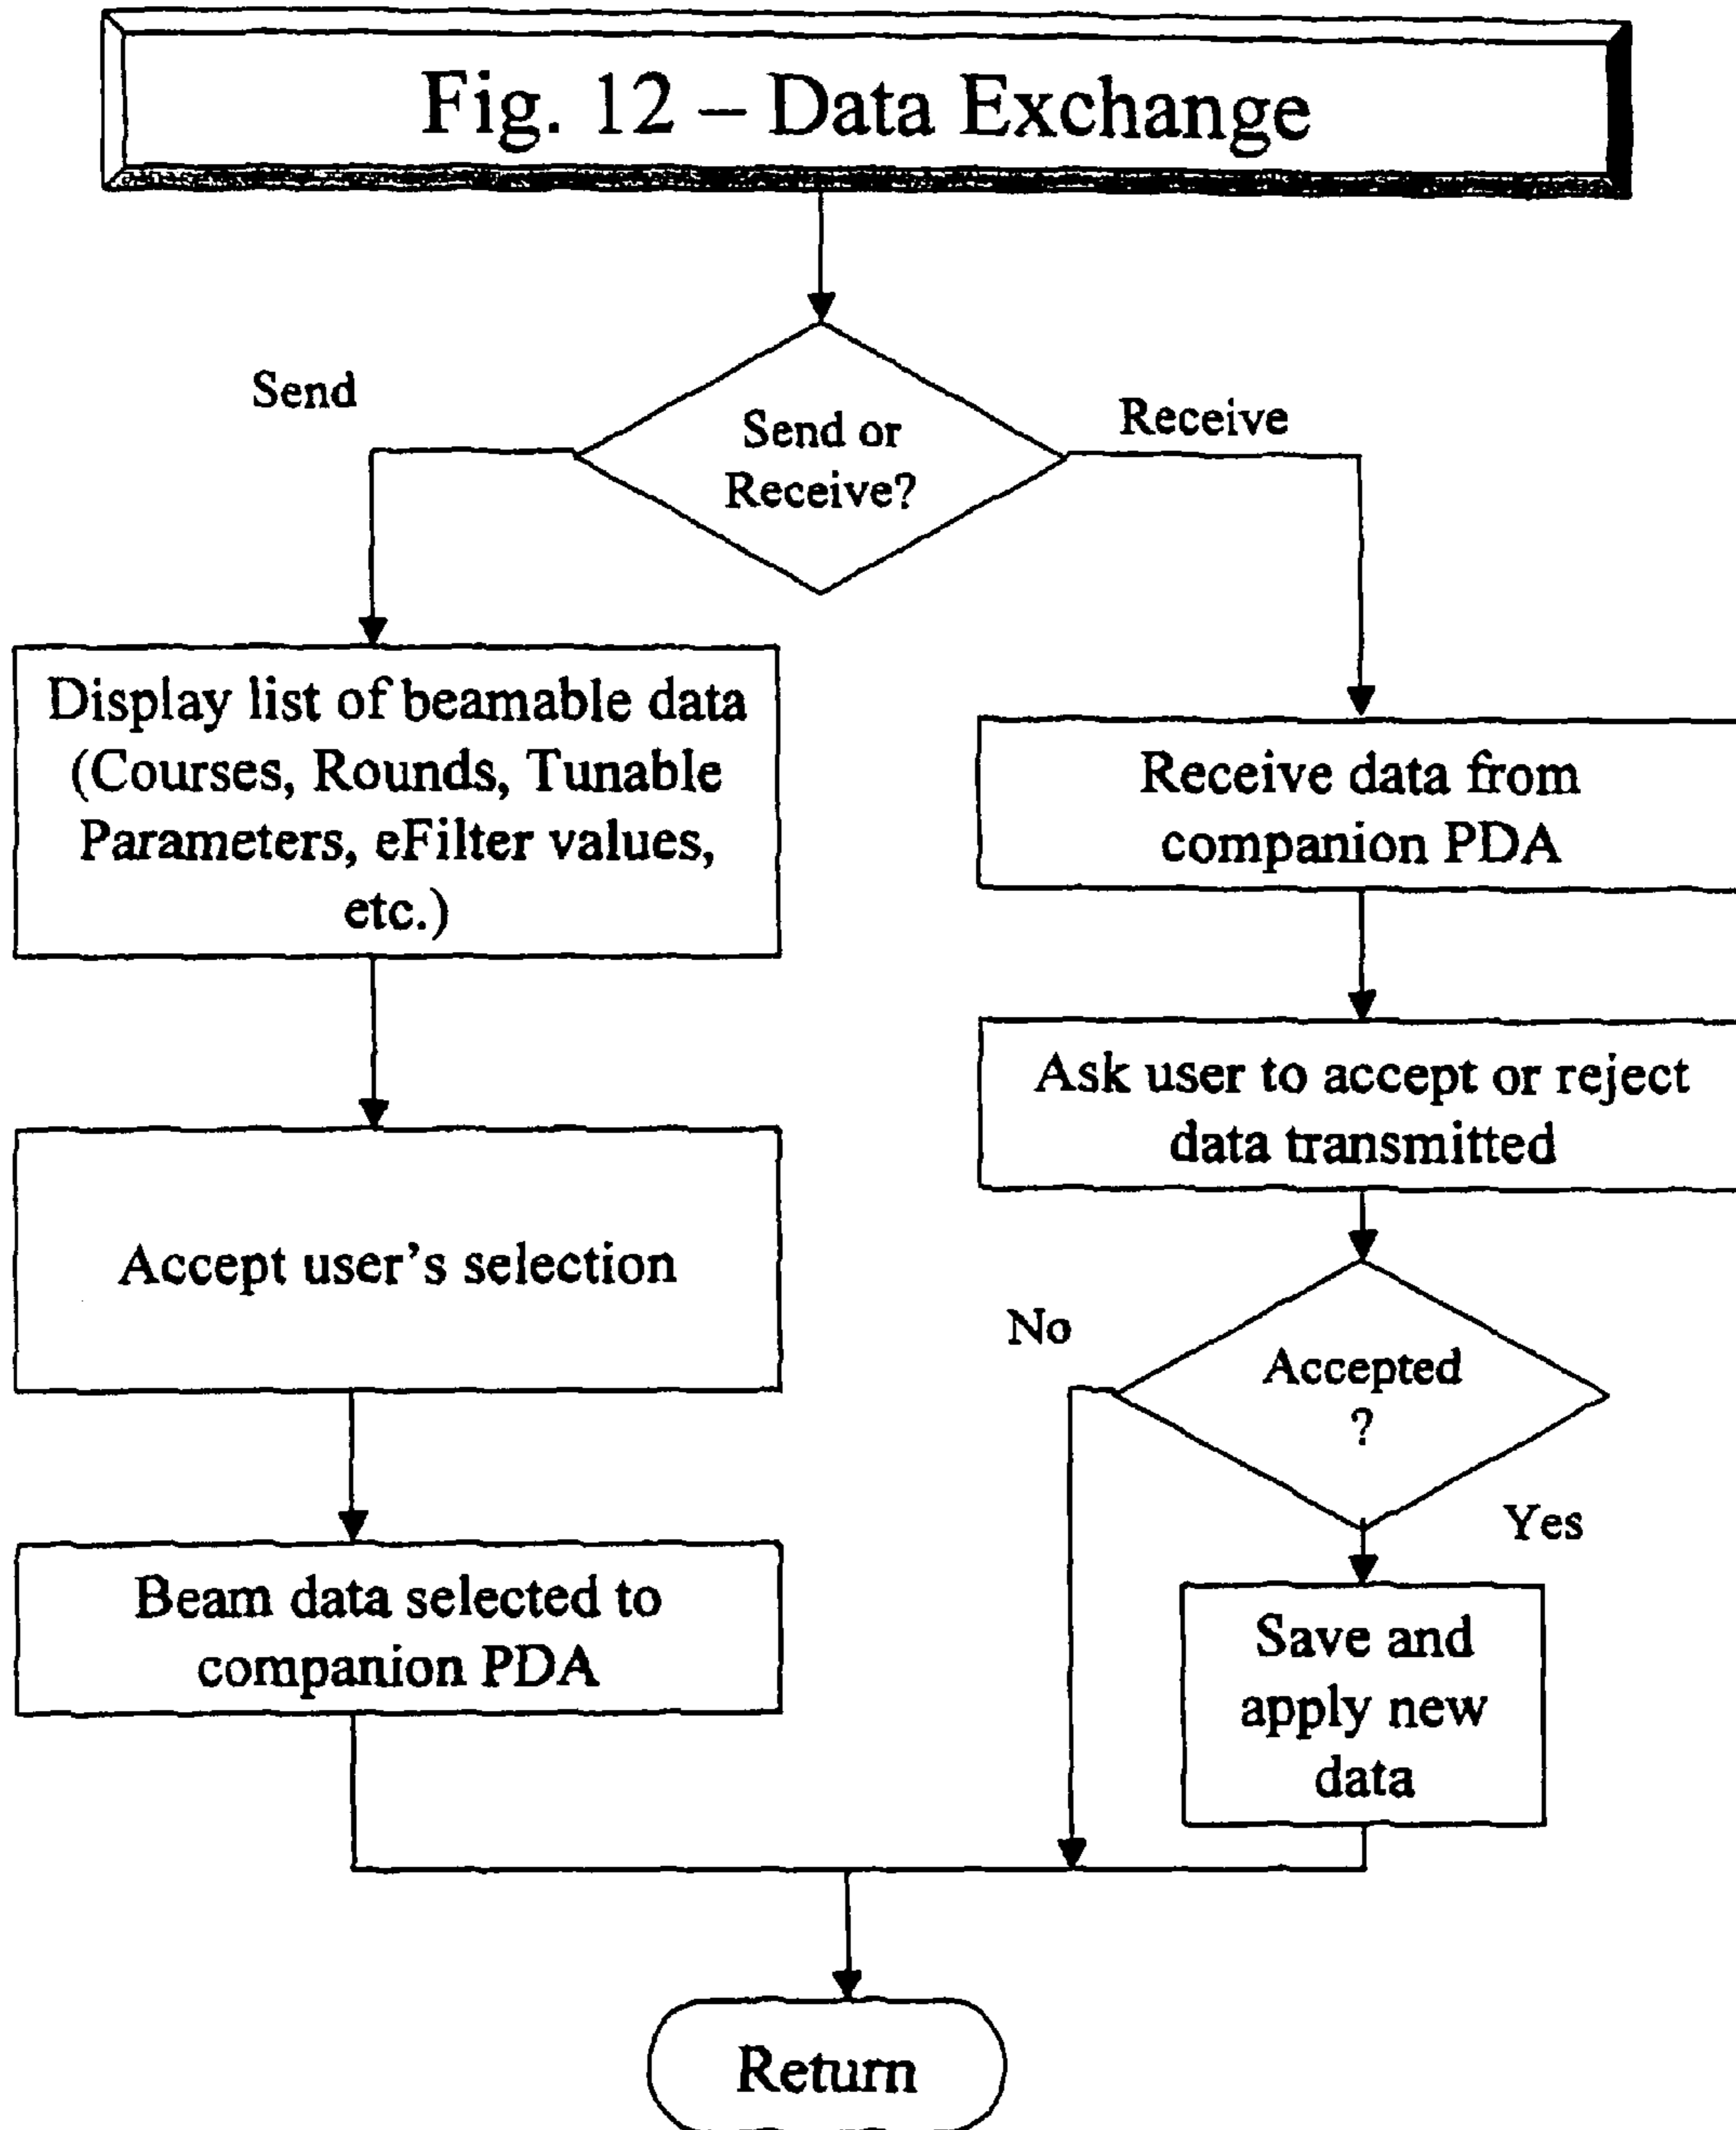 Fig. 12 – Data Exchange
Send
Send or
Receive?
Receive
Display list of beamable data
(Courses, Rounds, Tunable
Parameters, eFilter values,
etc.)
Accept user's selection
Beam data selected to
companion PDA
Receive data from
companion PDA
Ask user to accept or reject
data transmitted
No
Accepted
?
Yes
Save and
apply new
data
Return